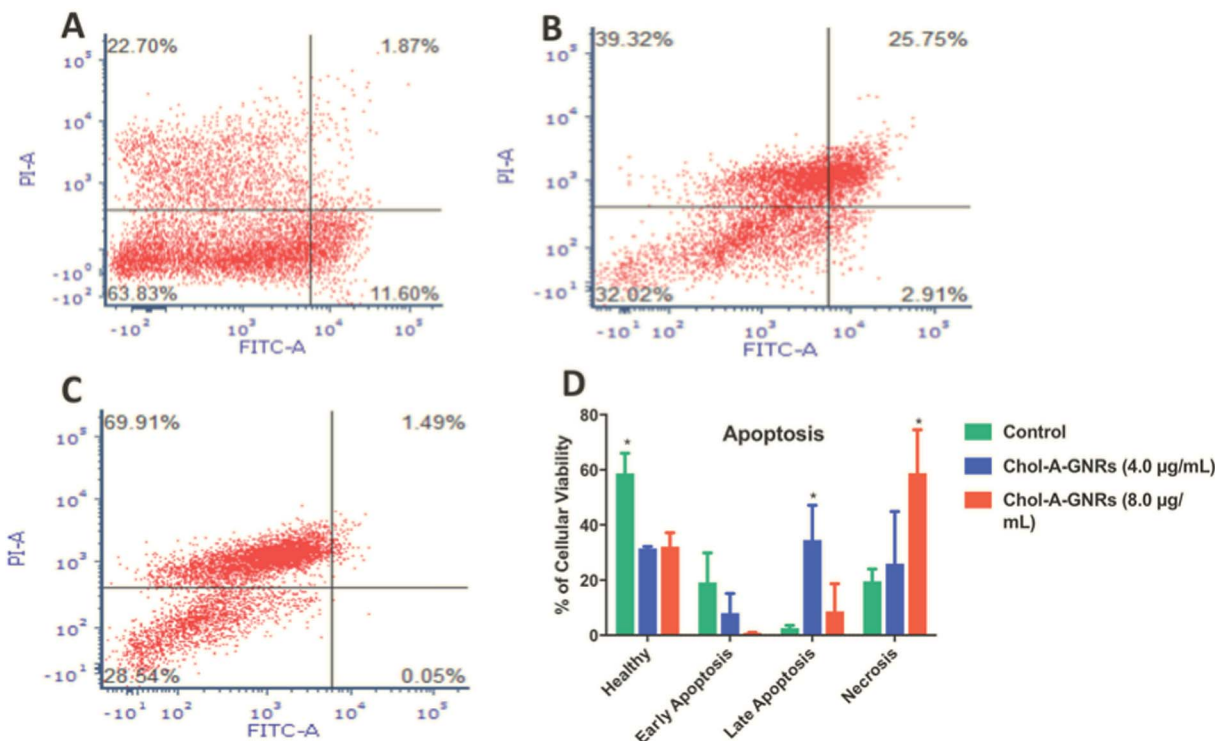 A
22.70%
1.87%
10⁵
10⁴
10³
-10⁰
-10²
63.83%
11.60%
PI-A
-10²
10³
10⁴
10⁵
FITC-A
B
39.32%
25.75%
10⁵
10⁴
10³
10²
-10¹
32.02%
2.91%
PI-A
-10¹
10²
10³
10⁴
10⁵
FITC-A
C
69.91%
1.49%
10⁵
10⁴
10³
10²
-10¹
28.54%
0.05%
PI-A
-10¹
10²
10³
10⁴
10⁵
FITC-A
D
Apoptosis
80
60
40
20
0
% of Cellular Viability
*
*
*
Healthy
Early Apoptosis
Late Apoptosis
Necrosis
Control
Chol-A-GNRs (4.0 µg/mL)
Chol-A-GNRs (8.0 µg/
mL)